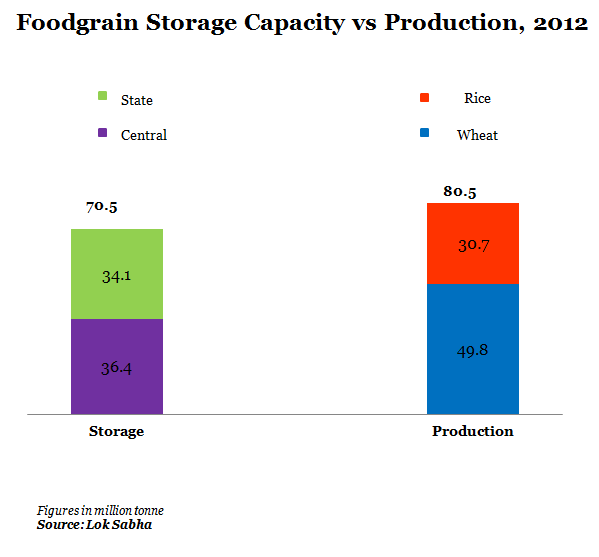 Foodgrain Storage Capacity vs Production, 2012
State
Rice
Central
Wheat
70.5
80.5
34.1
30.7
36.4
49.8
Storage
Production
Figures in million tonne
Source: Lok Sabha